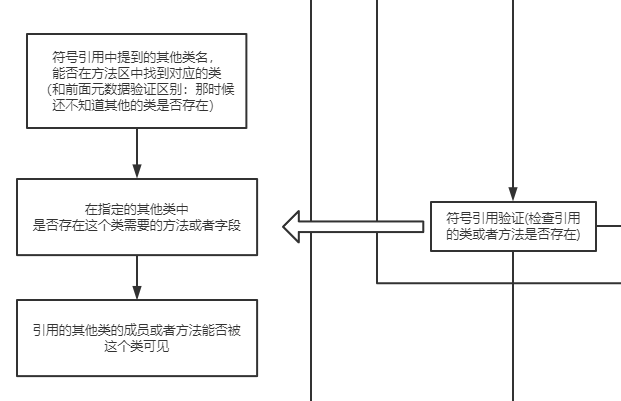 符号引用中提到的其他类名，
能否在方法区中找到对应的类
(和前面元数据验证区别：那时候
还不知道其他的类是否存在)
在指定的其他类中
是否存在这个类需要的方法或者字段
引用的其他类的成员或者方法能否被
这个类可见
符号引用验证(检查引用
的类或者方法是否存在)